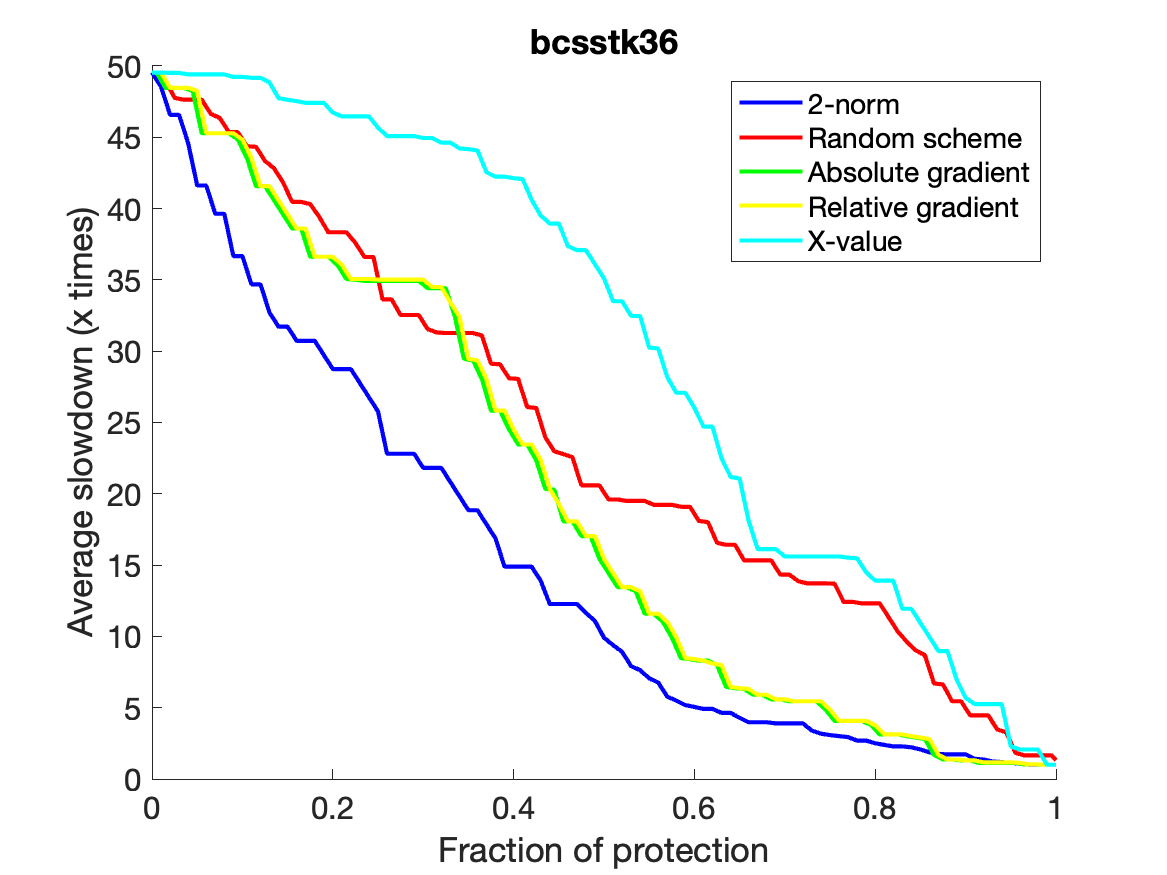 bcsstk36
50
45
40
35
30
25
20
15
10
5
0
Average slowdown (x times)
2-norm
Random scheme
Absolute gradient
Relative gradient
X-value
0 0.2 0.4 0.6 0.8 1
Fraction of protection